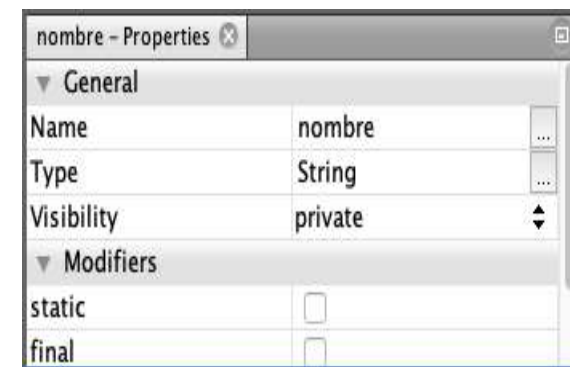 nombre – Properties
General
Name nombre ...
Type String ...
Visibility private
Modifiers
static
final